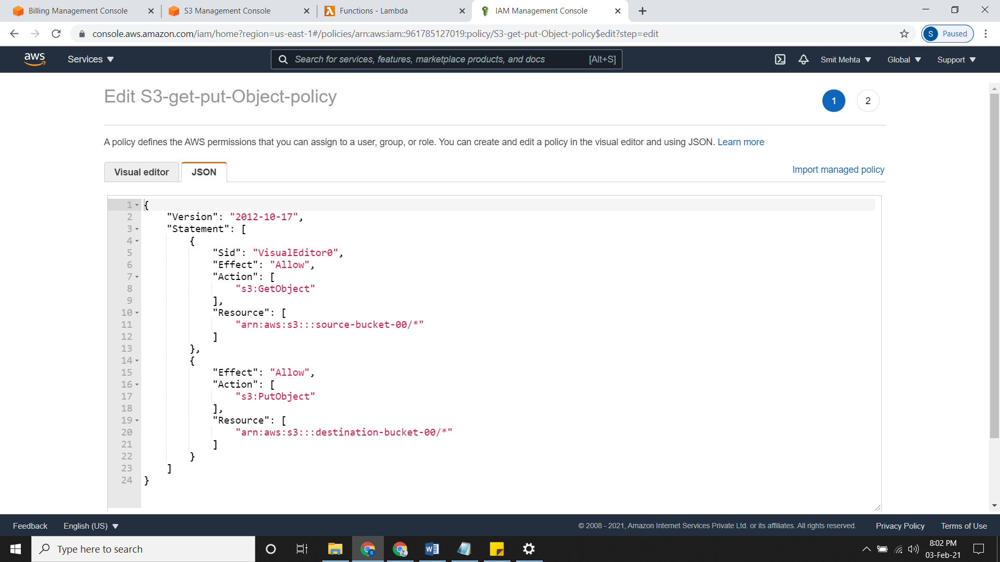 Billing Management Console
S3 Management Console
Functions - Lambda
IAM Management Console
console.aws.amazon.com/iam/home?region=us-east-1#/policies/arn:aws:iam::961785127019:policy/S3-get-put-Object-policy$edit?step=edit
S Paused
aws
Services
Search for services, features, marketplace products, and docs [Alt+S]
Smit Mehta
Global
Support
Edit S3-get-put-Object-policy
1
2
A policy defines the AWS permissions that you can assign to a user, group, or role. You can create and edit a policy in the visual editor and using JSON. Learn more
Visual editor
JSON
Import managed policy
1 {
2 "Version": "2012-10-17",
3 "Statement": [
4 {
5 "Sid": "VisualEditor0",
6 "Effect": "Allow",
7 "Action": [
8 "s3:GetObject"
9 ],
10 "Resource": [
11 "arn:aws:s3:::source-bucket-00/*"
12 ]
13 },
14 {
15 "Effect": "Allow",
16 "Action": [
17 "s3:PutObject"
18 ],
19 "Resource": [
20 "arn:aws:s3:::destination-bucket-00/*"
21 ]
22 }
23 ]
24 }
Feedback
English (US)
© 2008 - 2021, Amazon Internet Services Private Ltd. or its affiliates. All rights reserved.
Privacy Policy
Terms of Use
Type here to search
8:02 PM
03-Feb-21